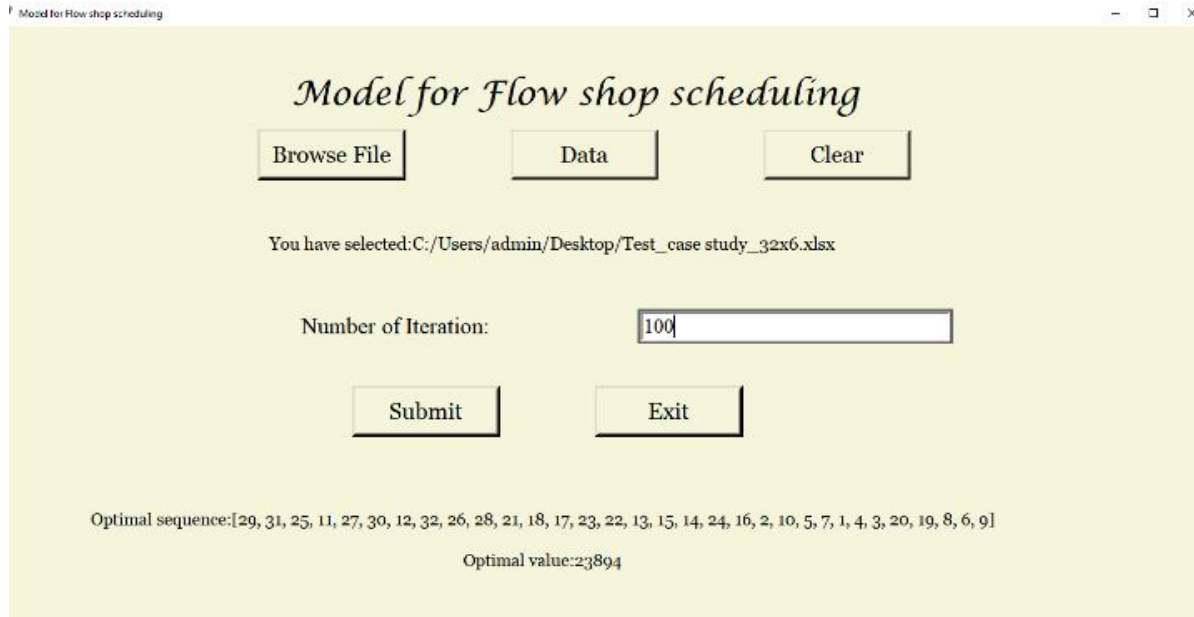 Model for Flow shop scheduling
Model for Flow shop scheduling
Browse File Data Clear
You have selected:C:/Users/admin/Desktop/Test_case study_32x6.xlsx
Number of Iteration: 100
Submit Exit
Optimal sequence:[29, 31, 25, 11, 27, 30, 12, 32, 26, 28, 21, 18, 17, 23, 22, 13, 15, 14, 24, 16, 2, 10, 5, 7, 1, 4, 3, 20, 19, 8, 6, 9]
Optimal value:23894